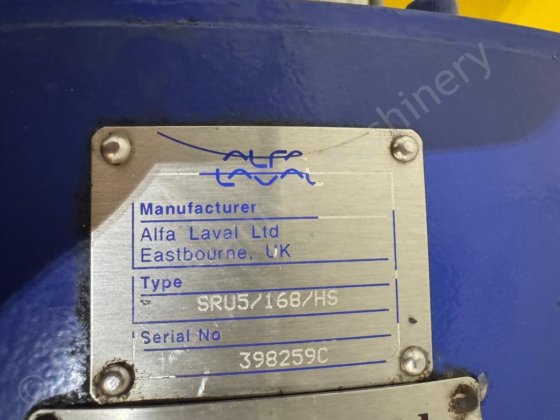 ALFA
LAVAL
Manufacturer
Alfa Laval Ltd
Eastbourne, UK
Type
SRU5/168/HS
Serial No
398259C